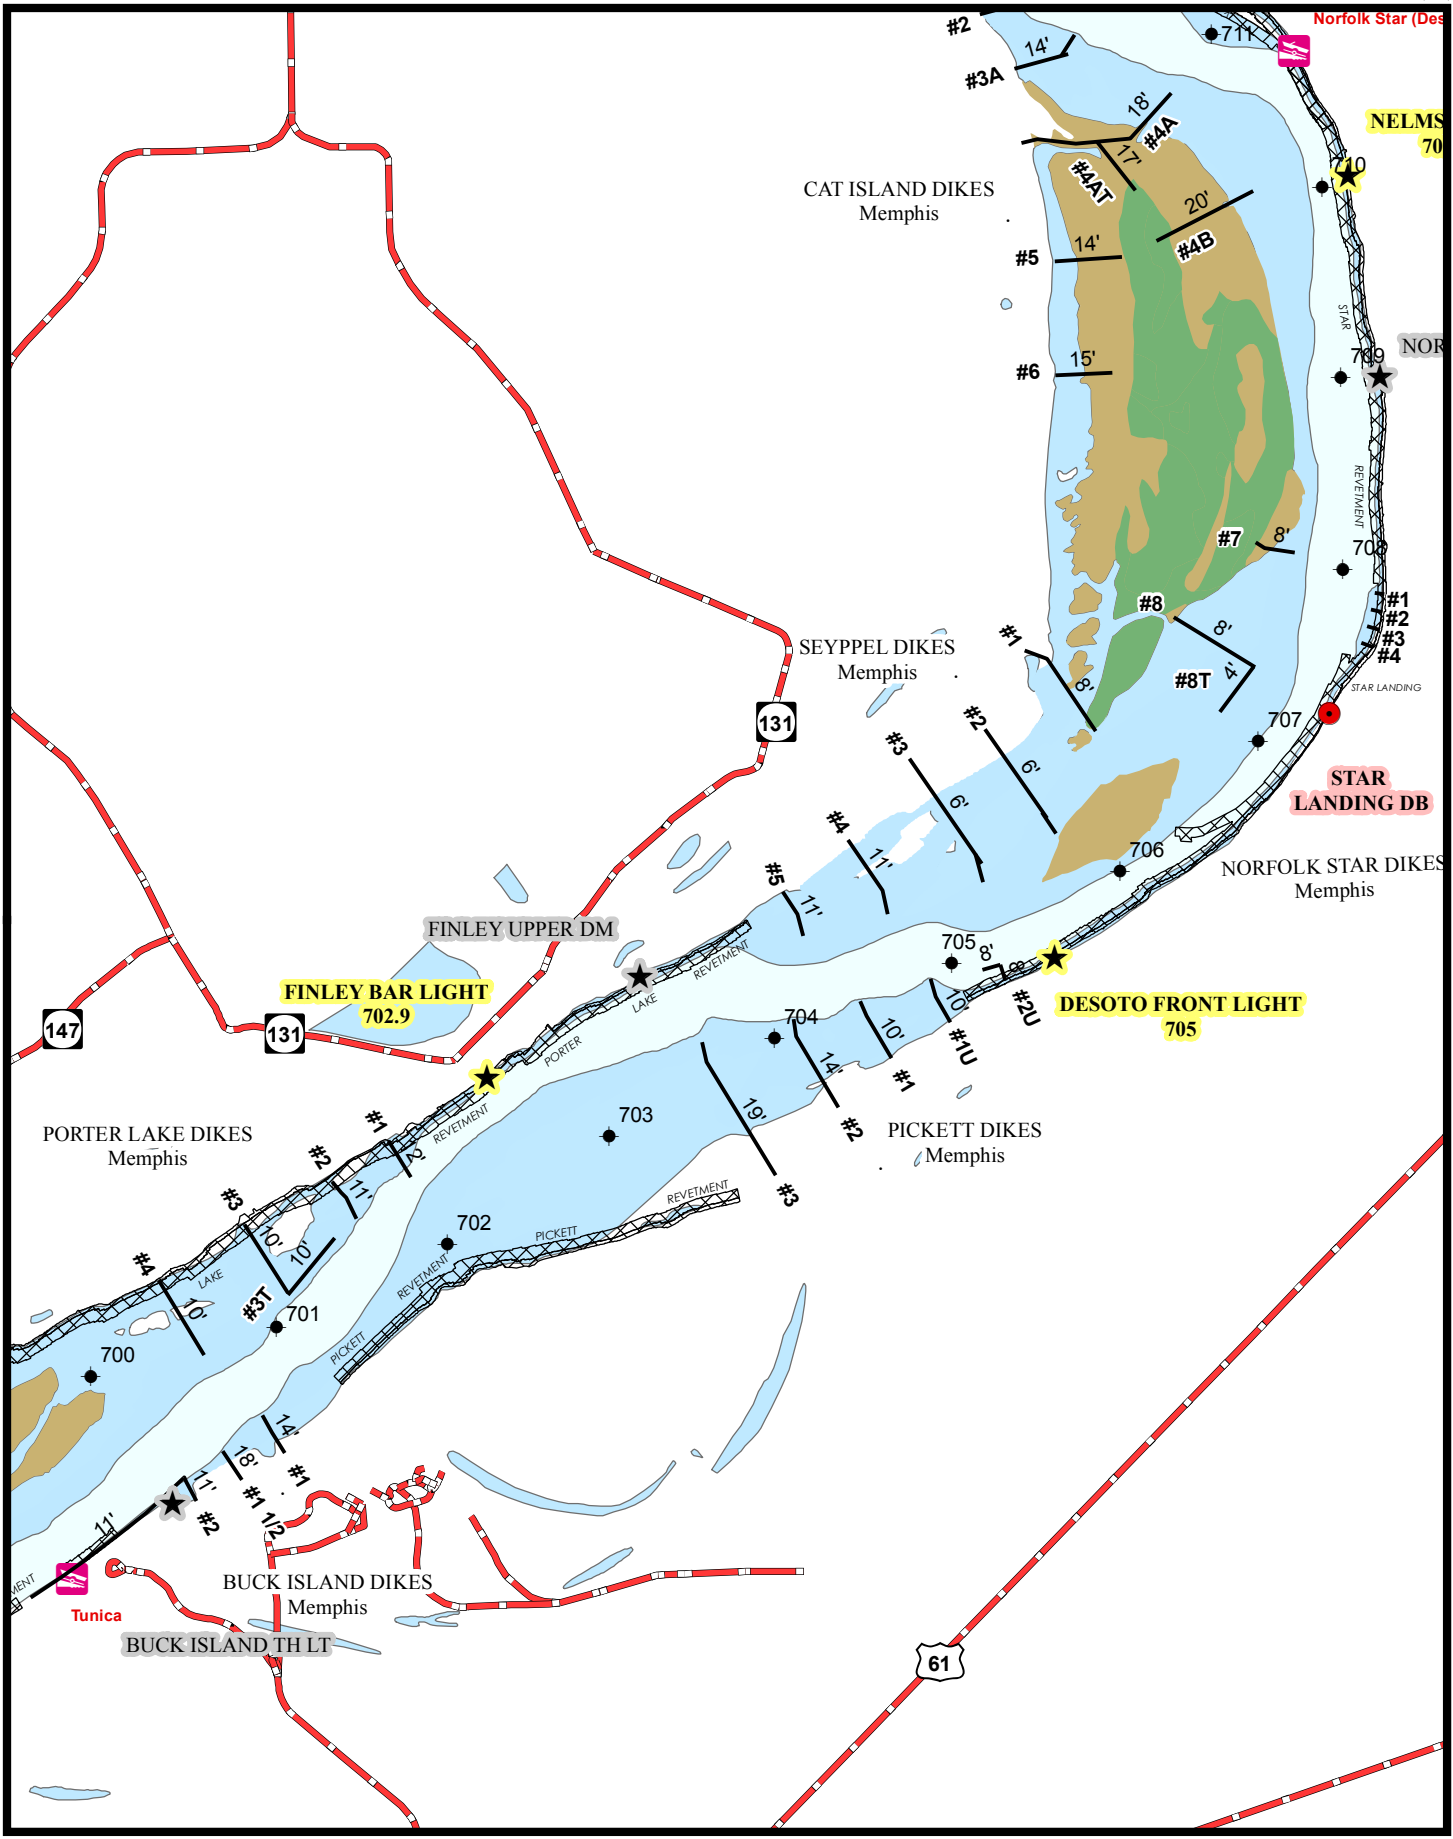 #2
Norfolk Star (Des
711
14'
#3A
18'
#4A
NELMS
70
17'
#4AT
710
CAT ISLAND DIKES
Memphis
20'
#4B
14'
#5
STAR
15'
#6
709
NOR
REVETMENT
#7
8'
708
#8
#1
#2
#3
#4
8'
4'
#8T
STAR LANDING
SEYPPEL DIKES
Memphis
#1
8'
131
#2
6'
707
#3
6'
STAR
LANDING DB
#4
11'
706
NORFOLK STAR DIKES
Memphis
#5
11'
FINLEY UPPER DM
REVETMENT
LAKE
705
8'
8
#2U
FINLEY BAR LIGHT
702.9
DESOTO FRONT LIGHT
705
147
131
10'
#1U
704
10'
#1
14'
#2
PORTER
REVETMENT
703
19'
#3
PICKETT DIKES
Memphis
PORTER LAKE DIKES
Memphis
#1
2'
#2
11'
#3
10'
10'
#3T
REVETMENT
PICKETT
702
REVETMENT
PICKETT
#4
10'
LAKE
701
700
14'
#1
18'
#1 1/2
11'
#2
11'
MENT
Tunica
BUCK ISLAND DIKES
Memphis
BUCK ISLAND TH LT
61